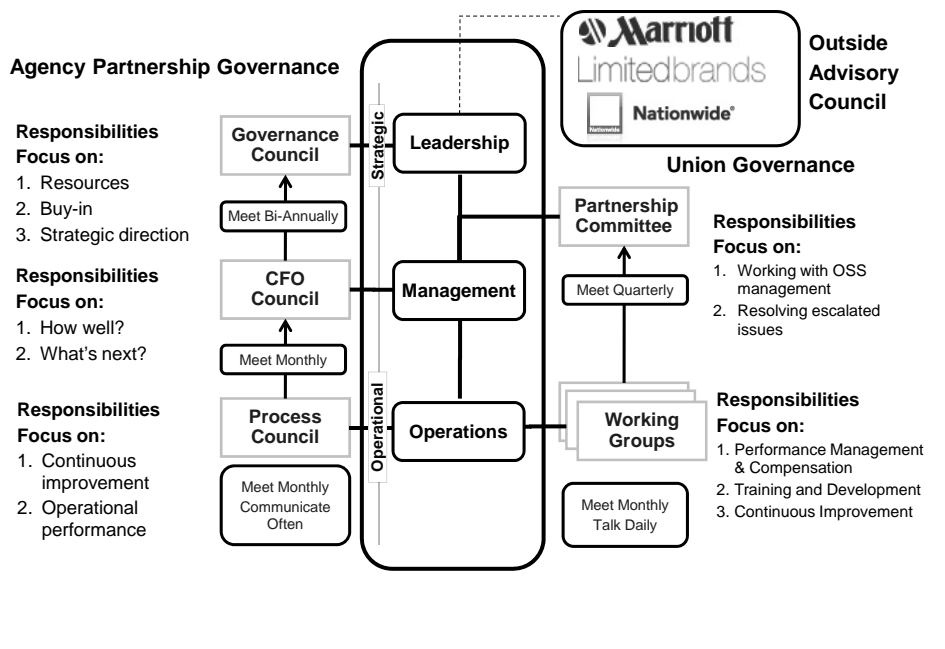 Agency Partnership Governance
Responsibilities
Focus on:
1. Resources
2. Buy-in
3. Strategic direction
Responsibilities
Focus on:
1. How well?
2. What's next?
Responsibilities
Focus on:
1. Continuous
improvement
2. Operational
performance
Governance
Council
Meet Bi-Annually
CFO
Council
Meet Monthly
Process
Council
Meet Monthly
Communicate
Often
Strategic
Operational
Leadership
Management
Operations
Marriott
Limitedbrands
Nationwide
Nationwide®
Outside
Advisory
Council
Union Governance
Partnership
Committee
Meet Quarterly
Working
Groups
Meet Monthly
Talk Daily
Responsibilities
Focus on:
1. Working with OSS
management
2. Resolving escalated
issues
Responsibilities
Focus on:
1. Performance Management
& Compensation
2. Training and Development
3. Continuous Improvement